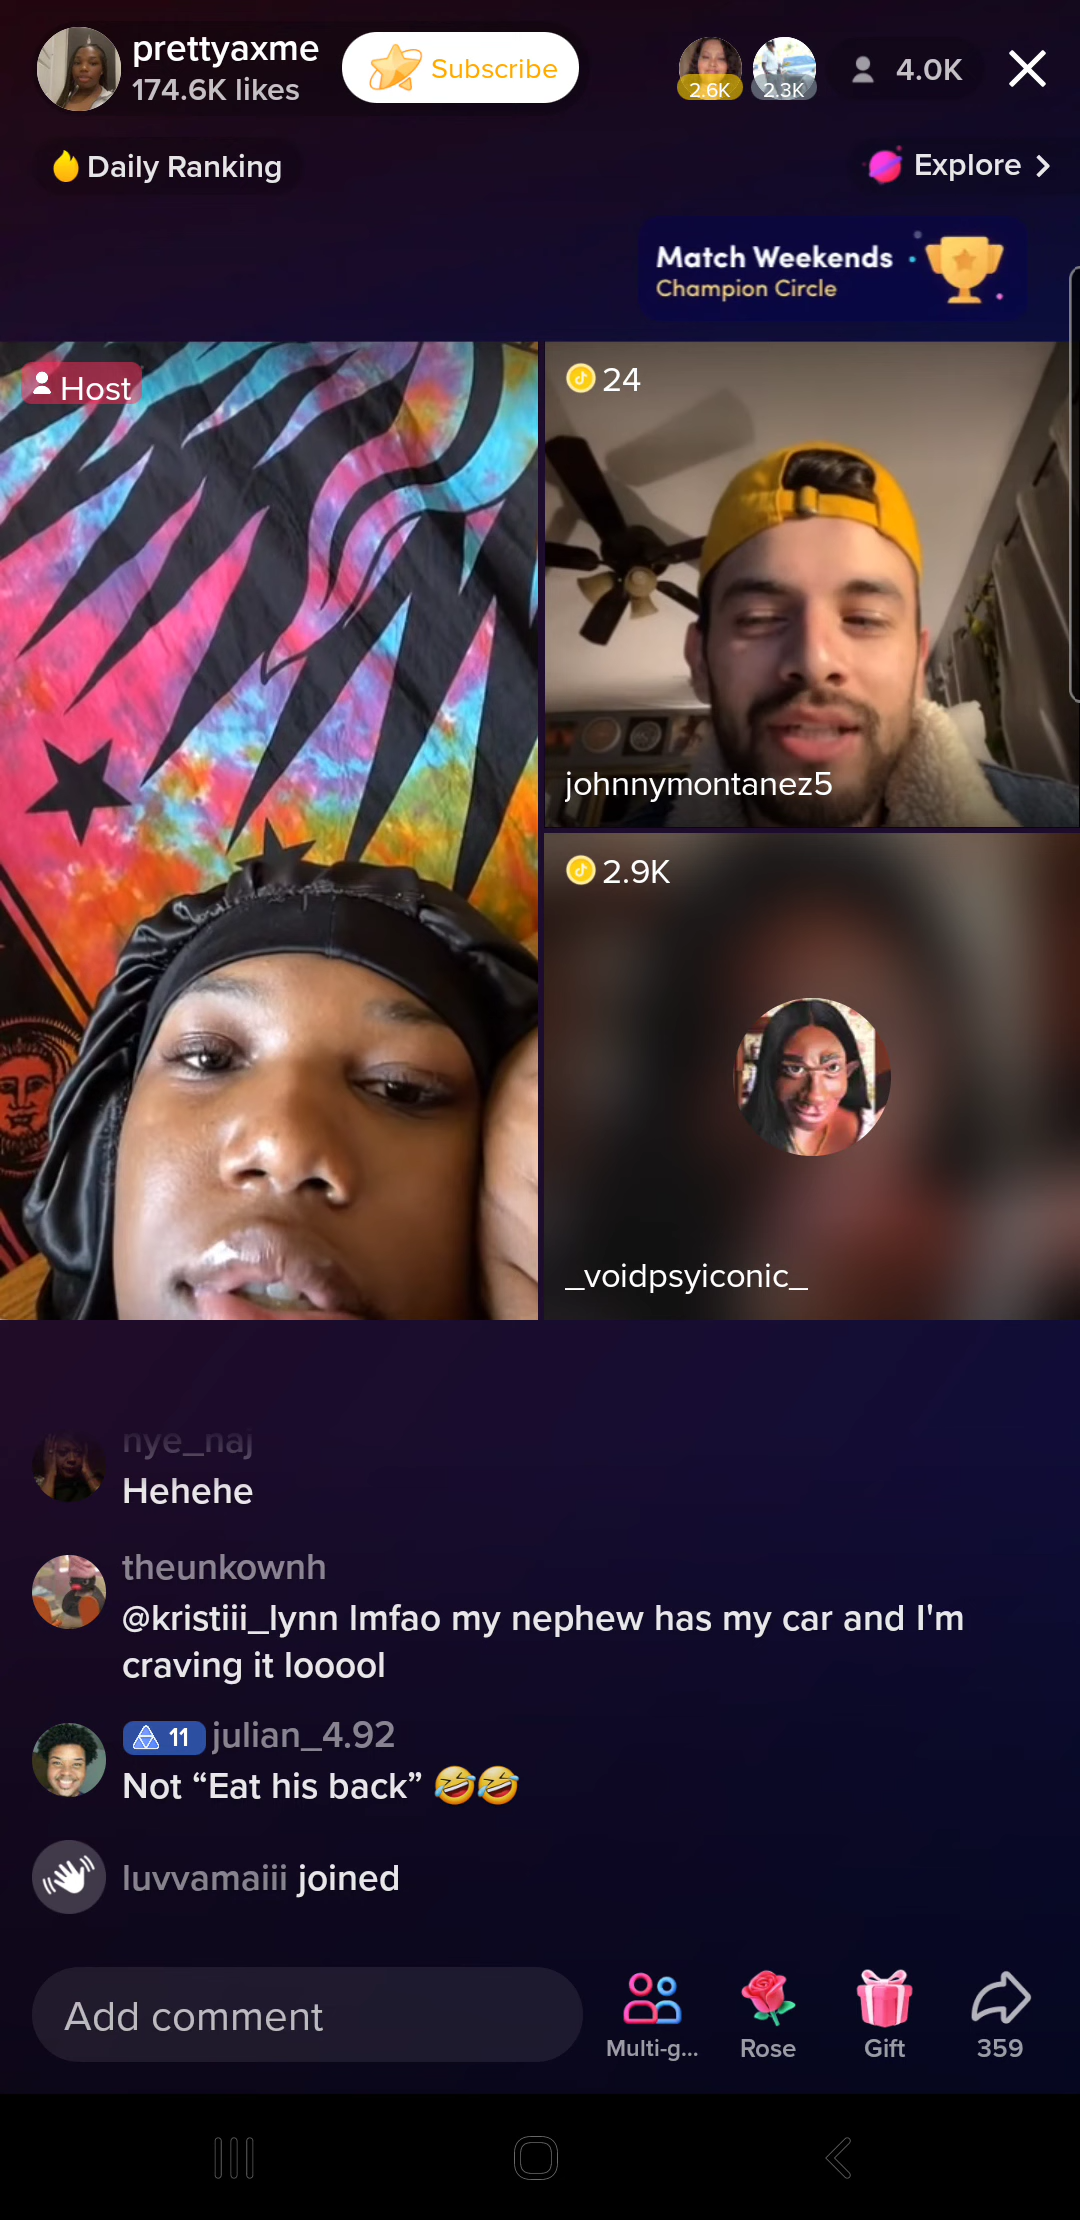 prettyaxme
174.6K likes
Subscribe
2.6K
2.3K
4.0K
Daily Ranking
Explore
Match Weekends
Champion Circle
Host
24
johnnymontanez5
2.9K
_voidpsyiconic_
nye_naj
Hehehe
theunkownh
@kristiii_lynn lmfao my nephew has my car and I'm
craving it looool
11 julian_4.92
Not “Eat his back” 🤣🤣
luvvamaiii joined
Add comment
Multi-g...
Rose
Gift
359